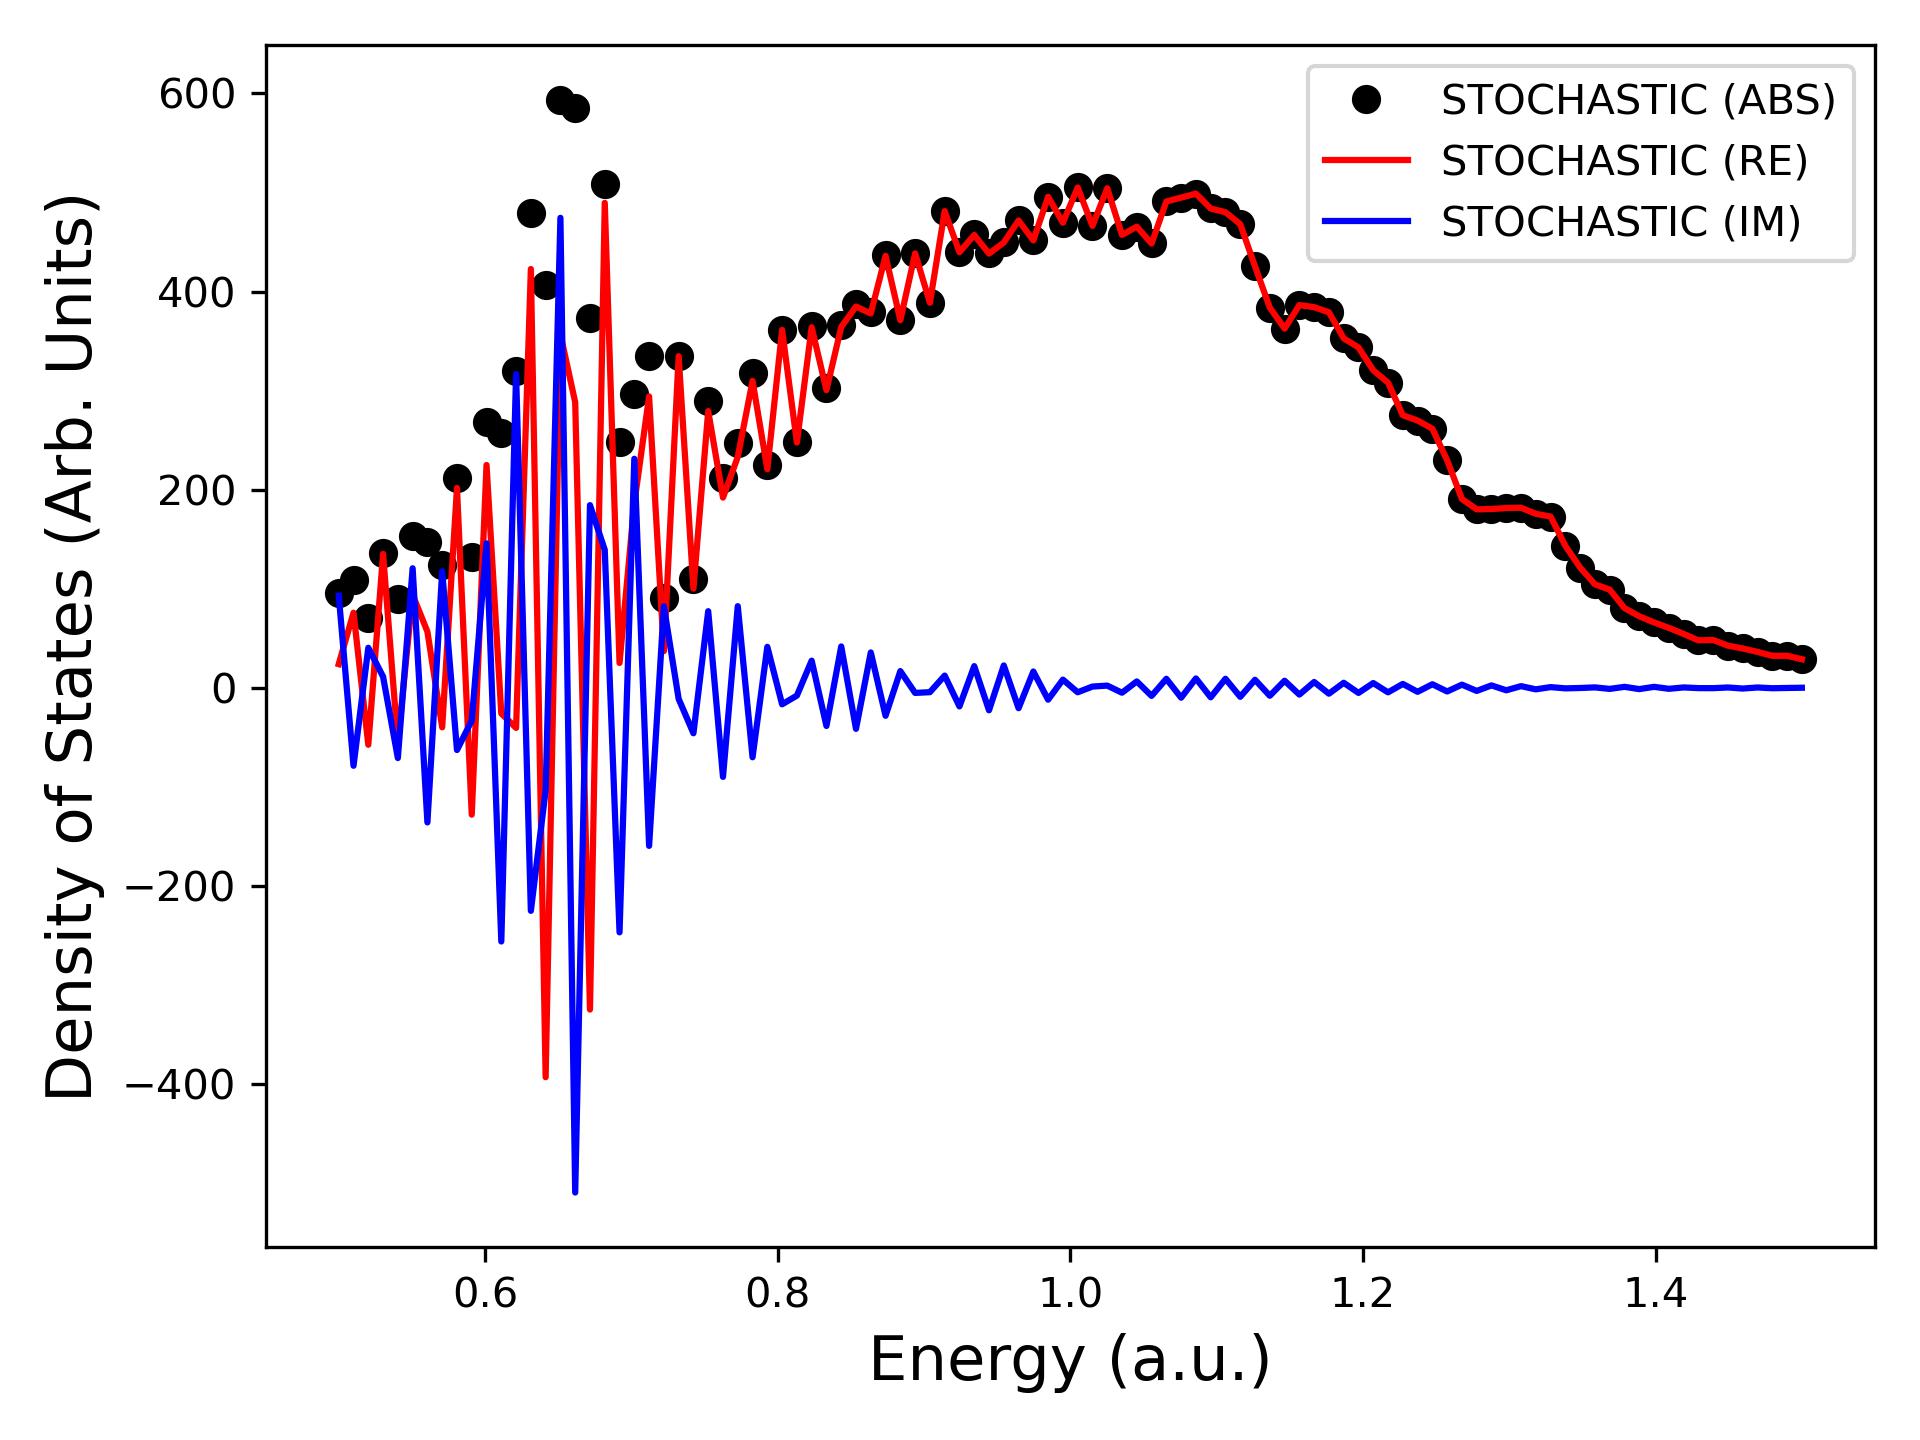 600
400
200
0
−200
−400
Density of States (Arb. Units)
STOCHASTIC (ABS)
STOCHASTIC (RE)
STOCHASTIC (IM)
0.6 0.8 1.0 1.2 1.4
Energy (a.u.)